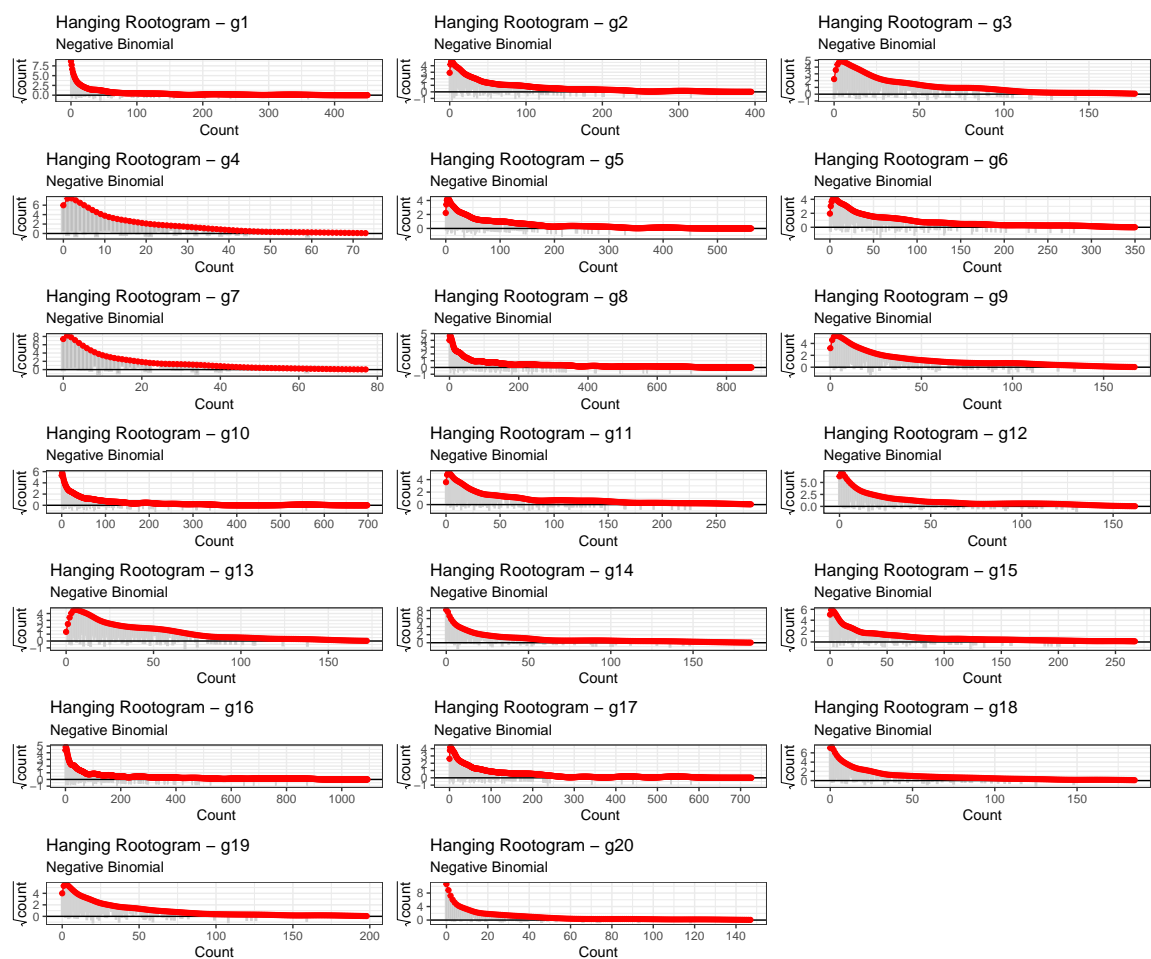 Hanging Rootogram – g1
Negative Binomial
√count
7.5
5.0
2.5
0.0
0 100 200 300 400
Count
Hanging Rootogram – g2
Negative Binomial
√count
4
3
2
1
0
−1
0 100 200 300 400
Count
Hanging Rootogram – g3
Negative Binomial
√count
5
4
3
2
1
0
−1
0 50 100 150
Count
Hanging Rootogram – g4
Negative Binomial
√count
6
4
2
0
0 10 20 30 40 50 60 70
Count
Hanging Rootogram – g5
Negative Binomial
√count
4
2
0
0 100 200 300 400 500
Count
Hanging Rootogram – g6
Negative Binomial
√count
4
2
0
0 50 100 150 200 250 300 350
Count
Hanging Rootogram – g7
Negative Binomial
√count
8
6
4
2
0
0 20 40 60 80
Count
Hanging Rootogram – g8
Negative Binomial
√count
5
4
3
2
1
0
−1
0 200 400 600 800
Count
Hanging Rootogram – g9
Negative Binomial
√count
4
2
0
0 50 100 150
Count
Hanging Rootogram – g10
Negative Binomial
√count
6
4
2
0
0 100 200 300 400 500 600 700
Count
Hanging Rootogram – g11
Negative Binomial
√count
4
2
0
0 50 100 150 200 250
Count
Hanging Rootogram – g12
Negative Binomial
√count
5.0
2.5
0.0
0 50 100 150
Count
Hanging Rootogram – g13
Negative Binomial
√count
4
3
2
1
0
−1
0 50 100 150
Count
Hanging Rootogram – g14
Negative Binomial
√count
8
6
4
2
0
0 50 100 150
Count
Hanging Rootogram – g15
Negative Binomial
√count
6
4
2
0
0 50 100 150 200 250
Count
Hanging Rootogram – g16
Negative Binomial
√count
5
4
3
2
1
0
−1
0 200 400 600 800 1000
Count
Hanging Rootogram – g17
Negative Binomial
√count
4
3
2
1
0
−1
0 100 200 300 400 500 600 700
Count
Hanging Rootogram – g18
Negative Binomial
√count
6
4
2
0
0 50 100 150
Count
Hanging Rootogram – g19
Negative Binomial
√count
4
2
0
0 50 100 150 200
Count
Hanging Rootogram – g20
Negative Binomial
√count
8
4
0
0 20 40 60 80 100 120 140
Count